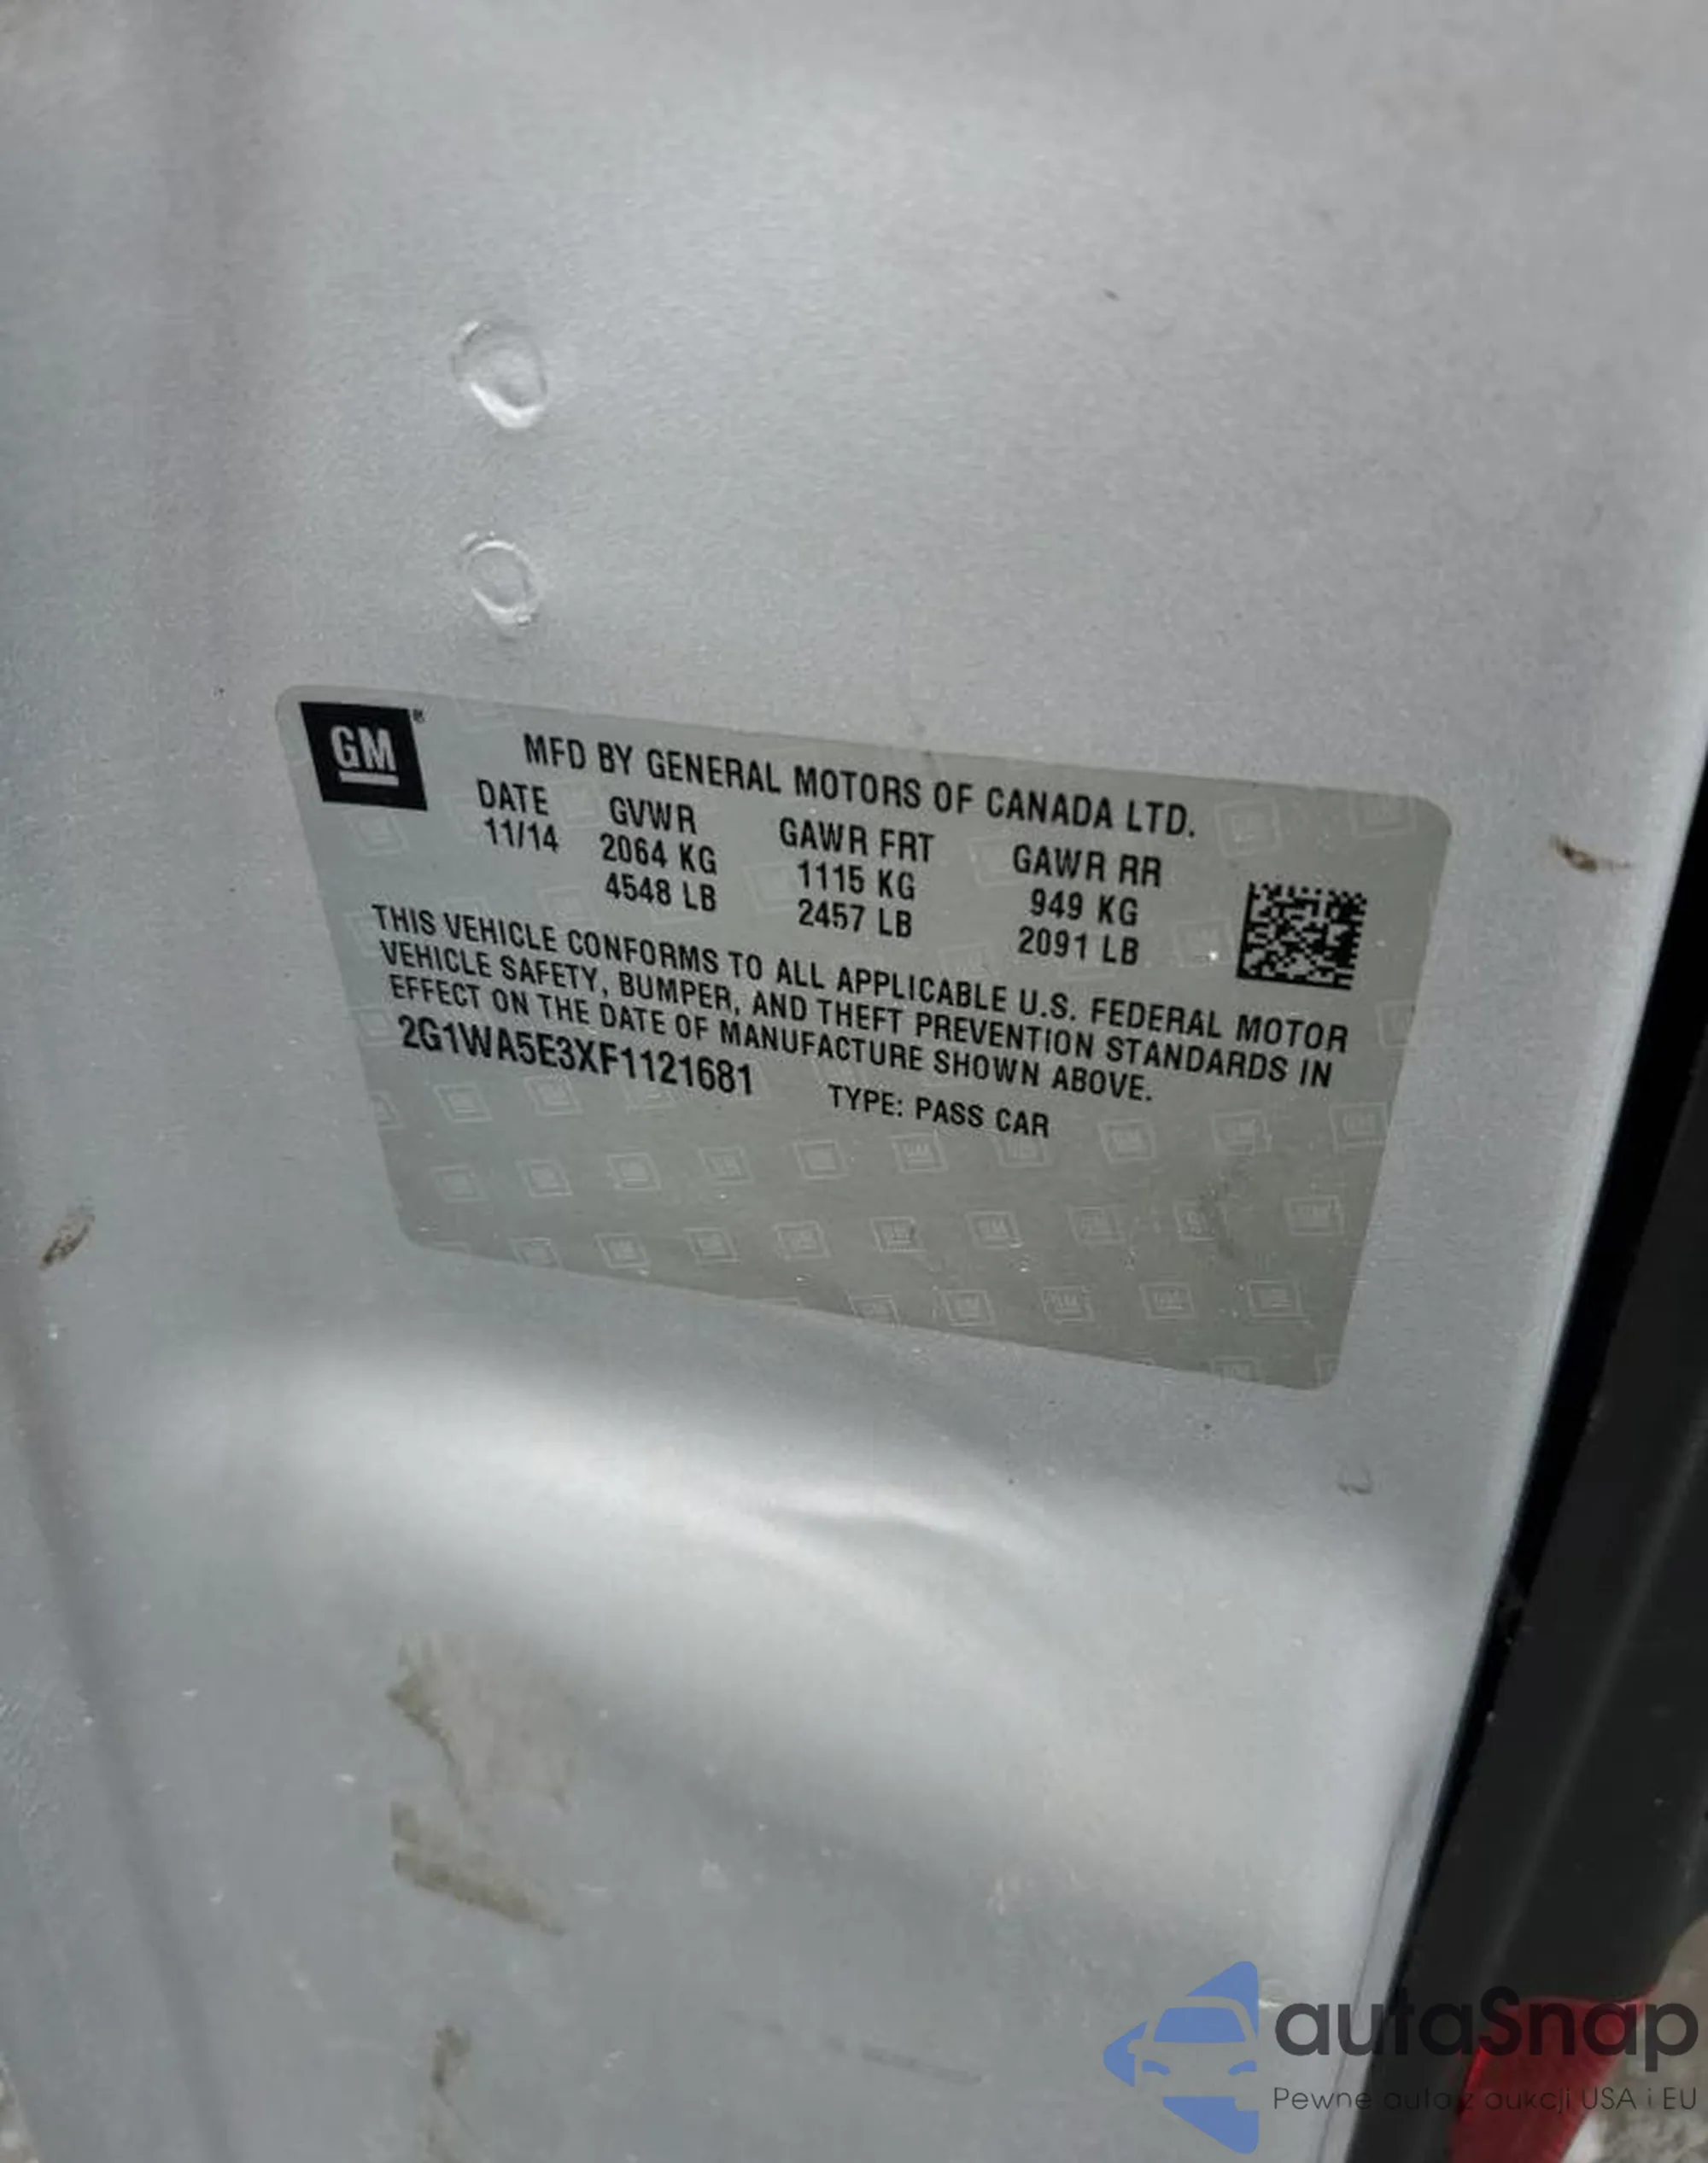 GM®
MFD BY GENERAL MOTORS OF CANADA LTD.
DATE GVWR GAWR FRT GAWR RR
11/14 2064 KG 1115 KG 949 KG
4548 LB 2457 LB 2091 LB
THIS VEHICLE CONFORMS TO ALL APPLICABLE U.S. FEDERAL MOTOR
VEHICLE SAFETY, BUMPER, AND THEFT PREVENTION STANDARDS IN
EFFECT ON THE DATE OF MANUFACTURE SHOWN ABOVE.
2G1WA5E3XF1121681 TYPE: PASS CAR
autaSnap
Pewne auta z aukcji USA i EU